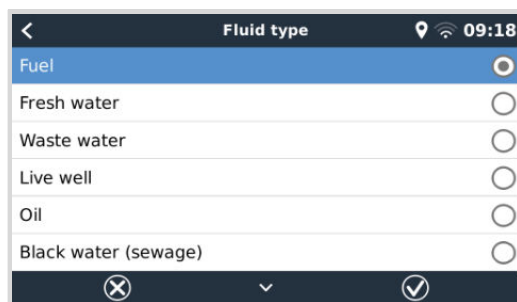 Fluid type 09:18
Fuel
Fresh water
Waste water
Live well
Oil
Black water (sewage)